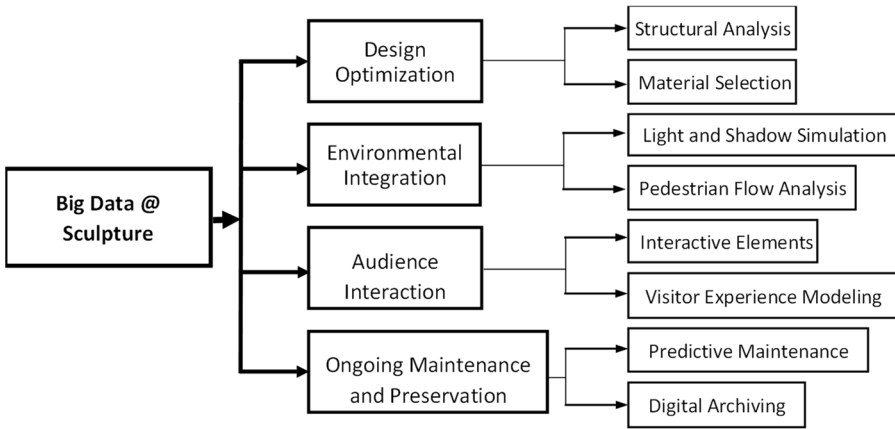 Big Data @
Sculpture
Design
Optimization
Structural Analysis
Material Selection
Environmental
Integration
Light and Shadow Simulation
Pedestrian Flow Analysis
Audience
Interaction
Interactive Elements
Visitor Experience Modeling
Ongoing Maintenance
and Preservation
Predictive Maintenance
Digital Archiving